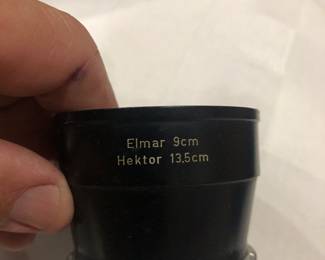 Elmar 9cm
Hektor 13,5cm